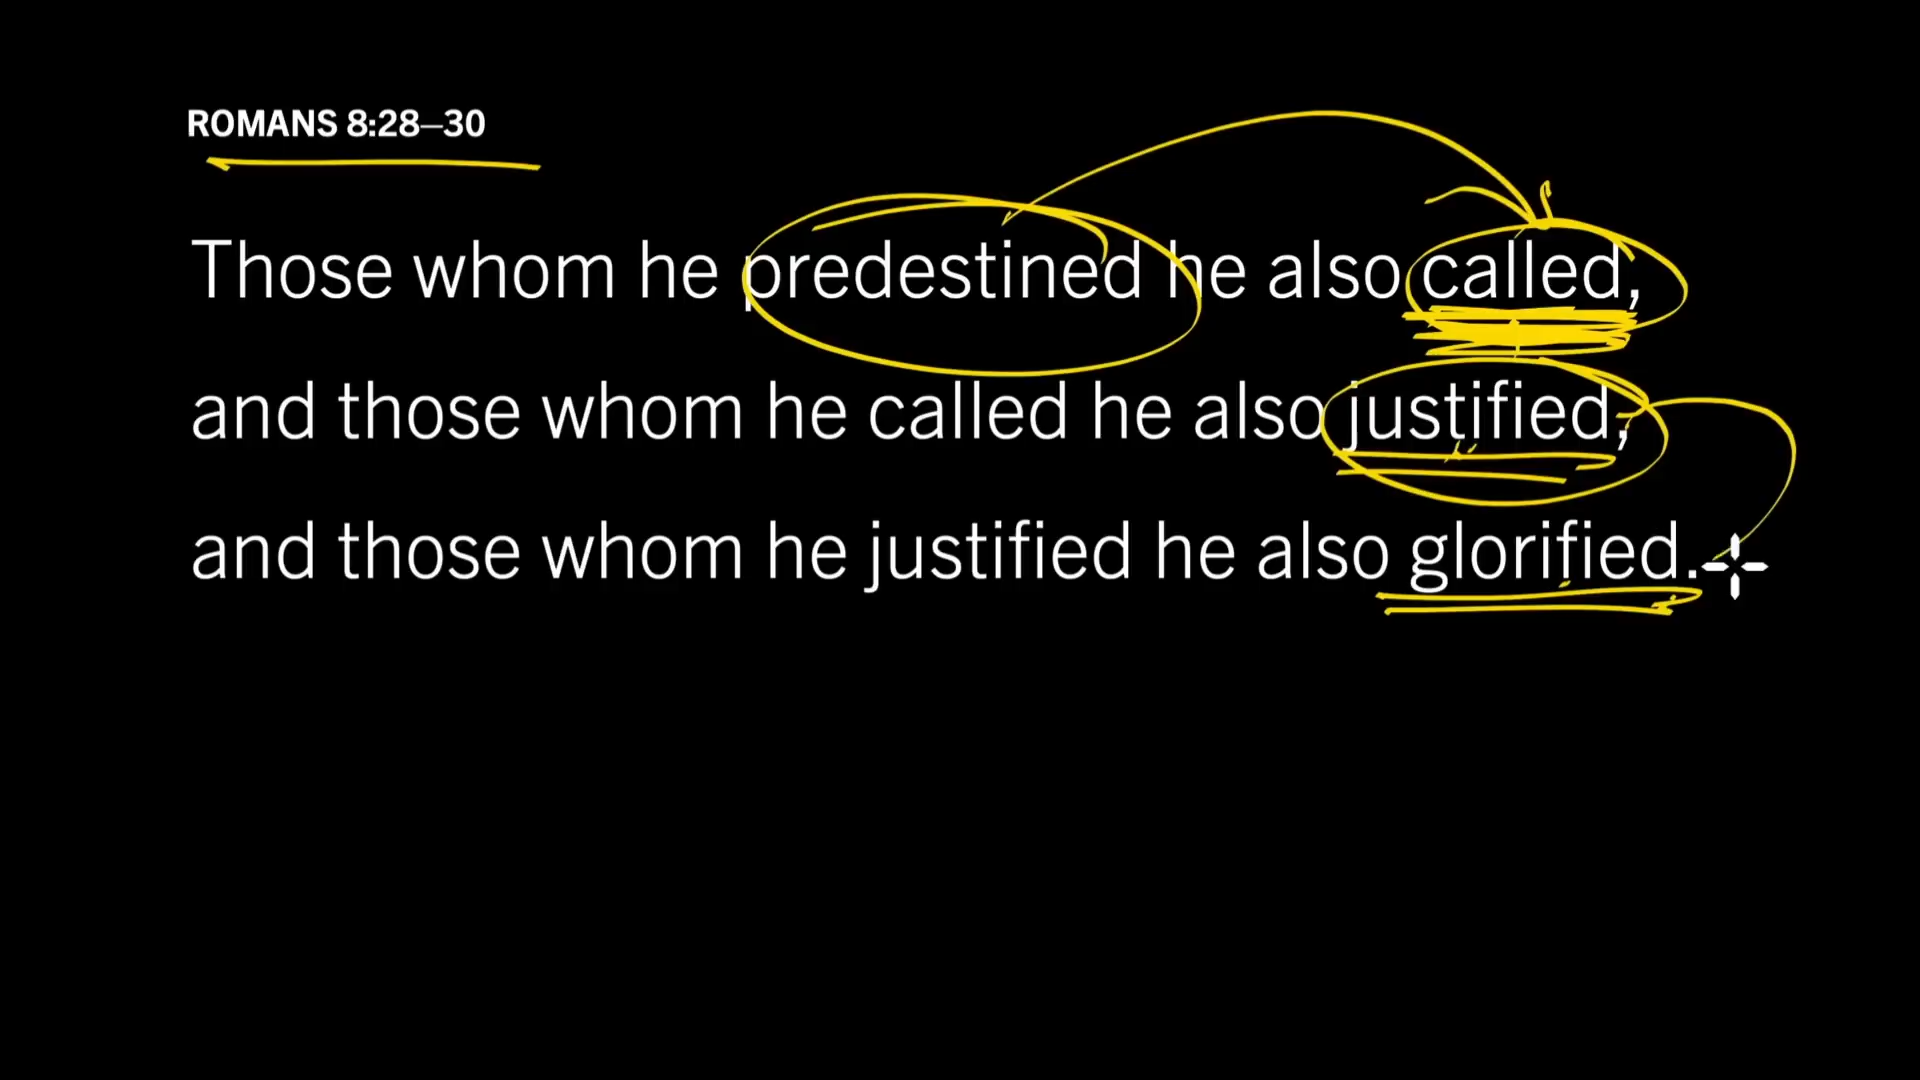 ROMANS 8:28–30
Those whom he predestined he also called,
and those whom he called he also justified,
and those whom he justified he also glorified.